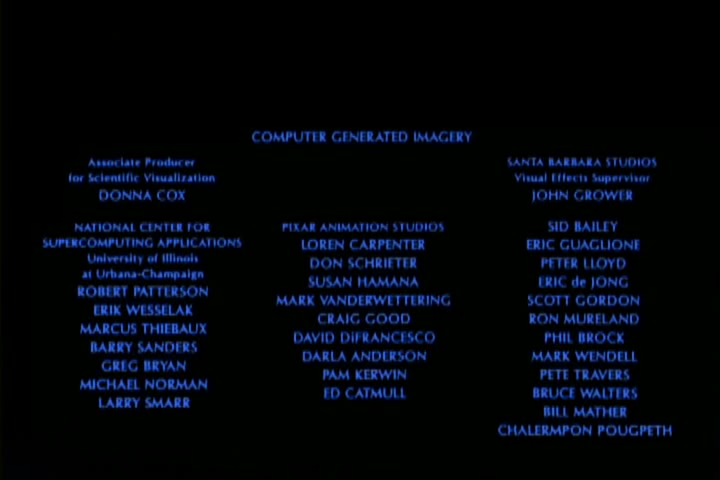 COMPUTER GENERATED IMAGERY
Associate Producer
for Scientific Visualization
DONNA COX
NATIONAL CENTER FOR
SUPERCOMPUTING APPLICATIONS
University of Illinois
at Urbana-Champaign
ROBERT PATTERSON
ERIK WESSELAK
MARCUS THIEBAUX
BARRY SANDERS
GREG BRYAN
MICHAEL NORMAN
LARRY SMARR
PIXAR ANIMATION STUDIOS
LOREN CARPENTER
DON SCHRIETER
SUSAN HAMANA
MARK VANDERWETTERING
CRAIG GOOD
DAVID DiFRANCESCO
DARLA ANDERSON
PAM KERWIN
ED CATMULL
SANTA BARBARA STUDIOS
Visual Effects Supervisor
JOHN GROWER
SID BAILEY
ERIC GUAGLIONE
PETER LLOYD
ERIC de JONG
SCOTT GORDON
RON MURELAND
PHIL BROCK
MARK WENDELL
PETE TRAVERS
BRUCE WALTERS
BILL MATHER
CHALERMPON POUGPETH